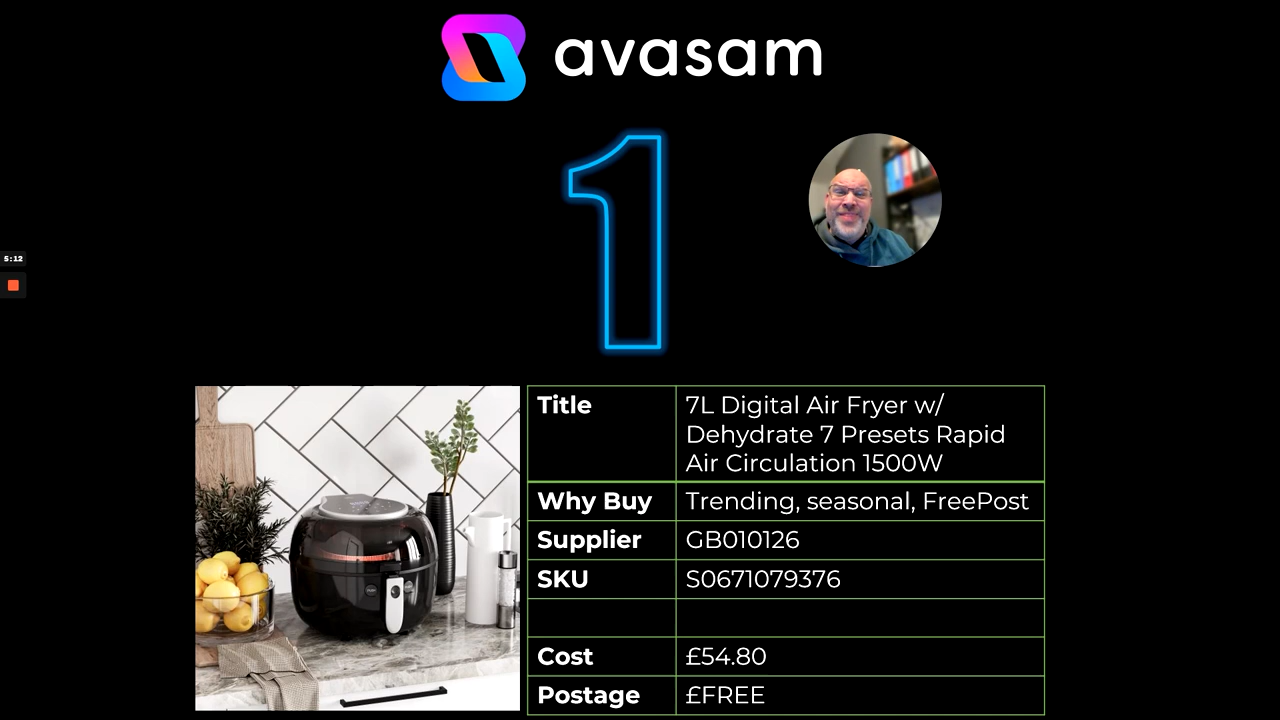 avasam
1
5:12
Title
7L Digital Air Fryer w/
Dehydrate 7 Presets Rapid
Air Circulation 1500W
Why Buy
Trending, seasonal, FreePost
Supplier
GB010126
SKU
S0671079376
Cost
£54.80
Postage
£FREE